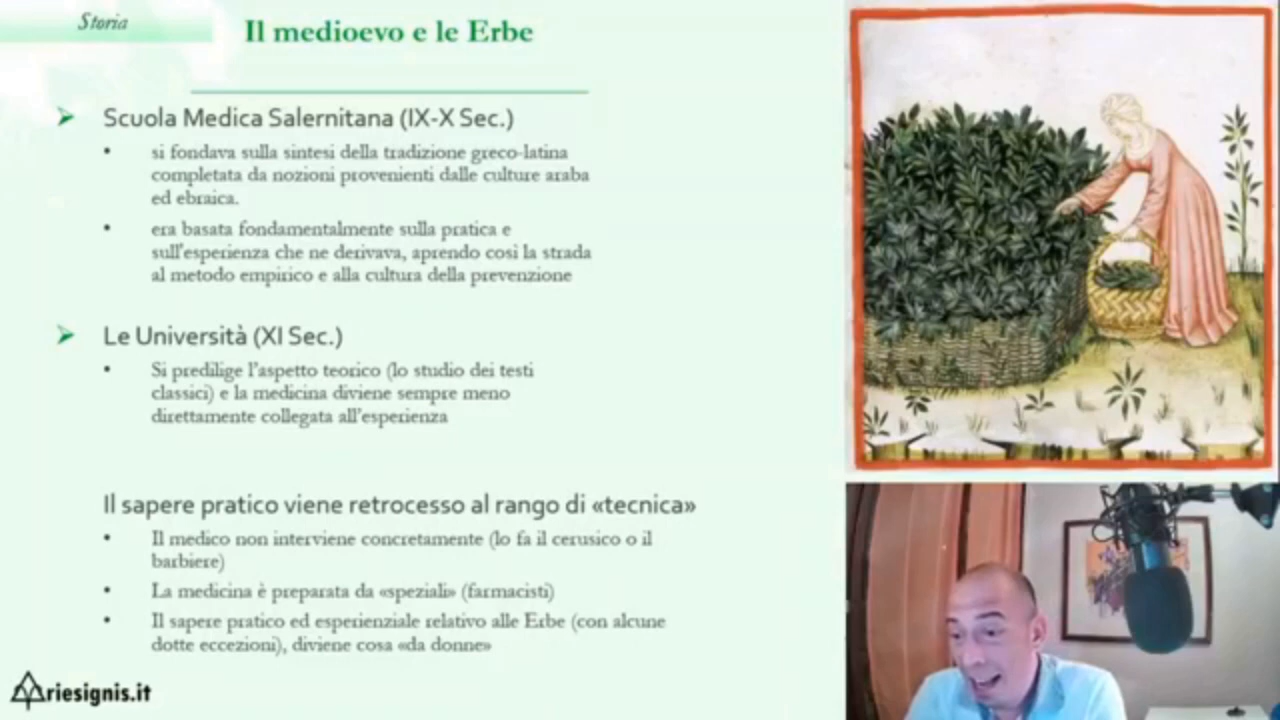 Storia
Il medioevo e le Erbe
Scuola Medica Salernitana (IX-X Sec.)
si fondava sulla sintesi della tradizione greco-latina
completata da nozioni provenienti dalle culture araba
ed ebraica.
era basata fondamentalmente sulla pratica e
sull'esperienza che ne derivava, aprendo così la strada
al metodo empirico e alla cultura della prevenzione
Le Università (XI Sec.)
Si predilige l'aspetto teorico (lo studio dei testi
classici) e la medicina diviene sempre meno
direttamente collegata all'esperienza
Il sapere pratico viene retrocesso al rango di «tecnica»
Il medico non interviene concretamente (lo fa il cerusico o il
barbiere)
La medicina è preparata da «speziali» (farmacisti)
Il sapere pratico ed esperienziale relativo alle Erbe (con alcune
dotte eccezioni), diviene cosa «da donne»
riesignis.it